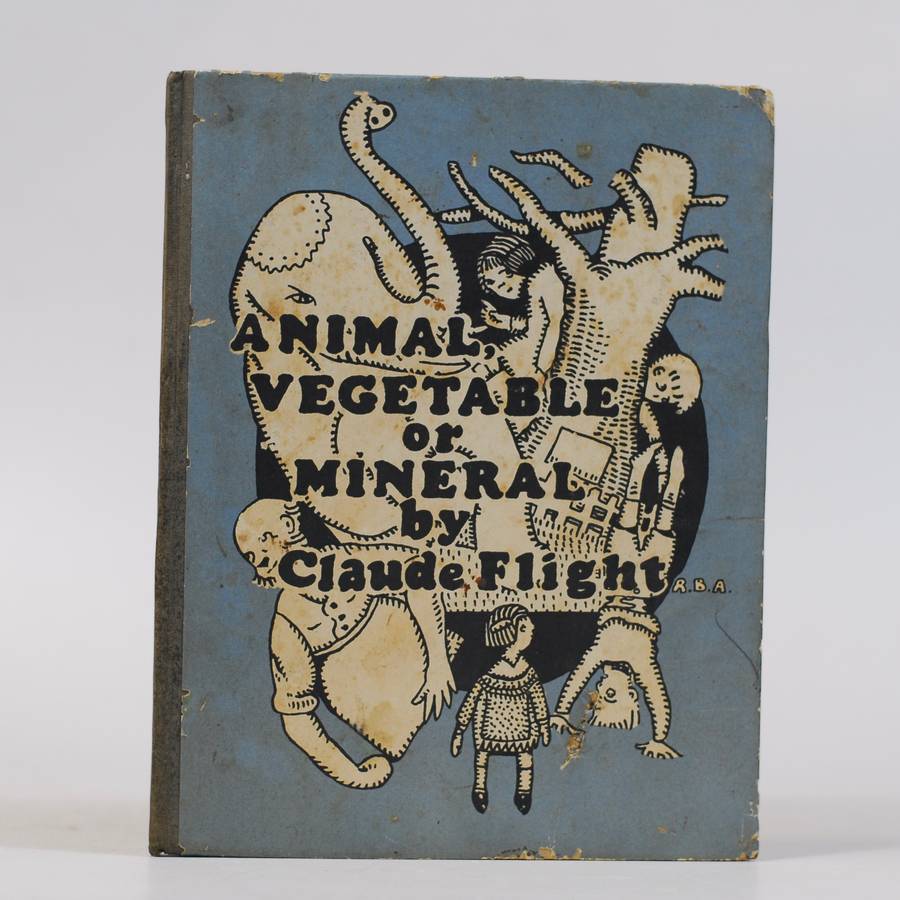 ANIMAL,
VEGETABLE
or
MINERAL
by
Claude Flight R.B.A.